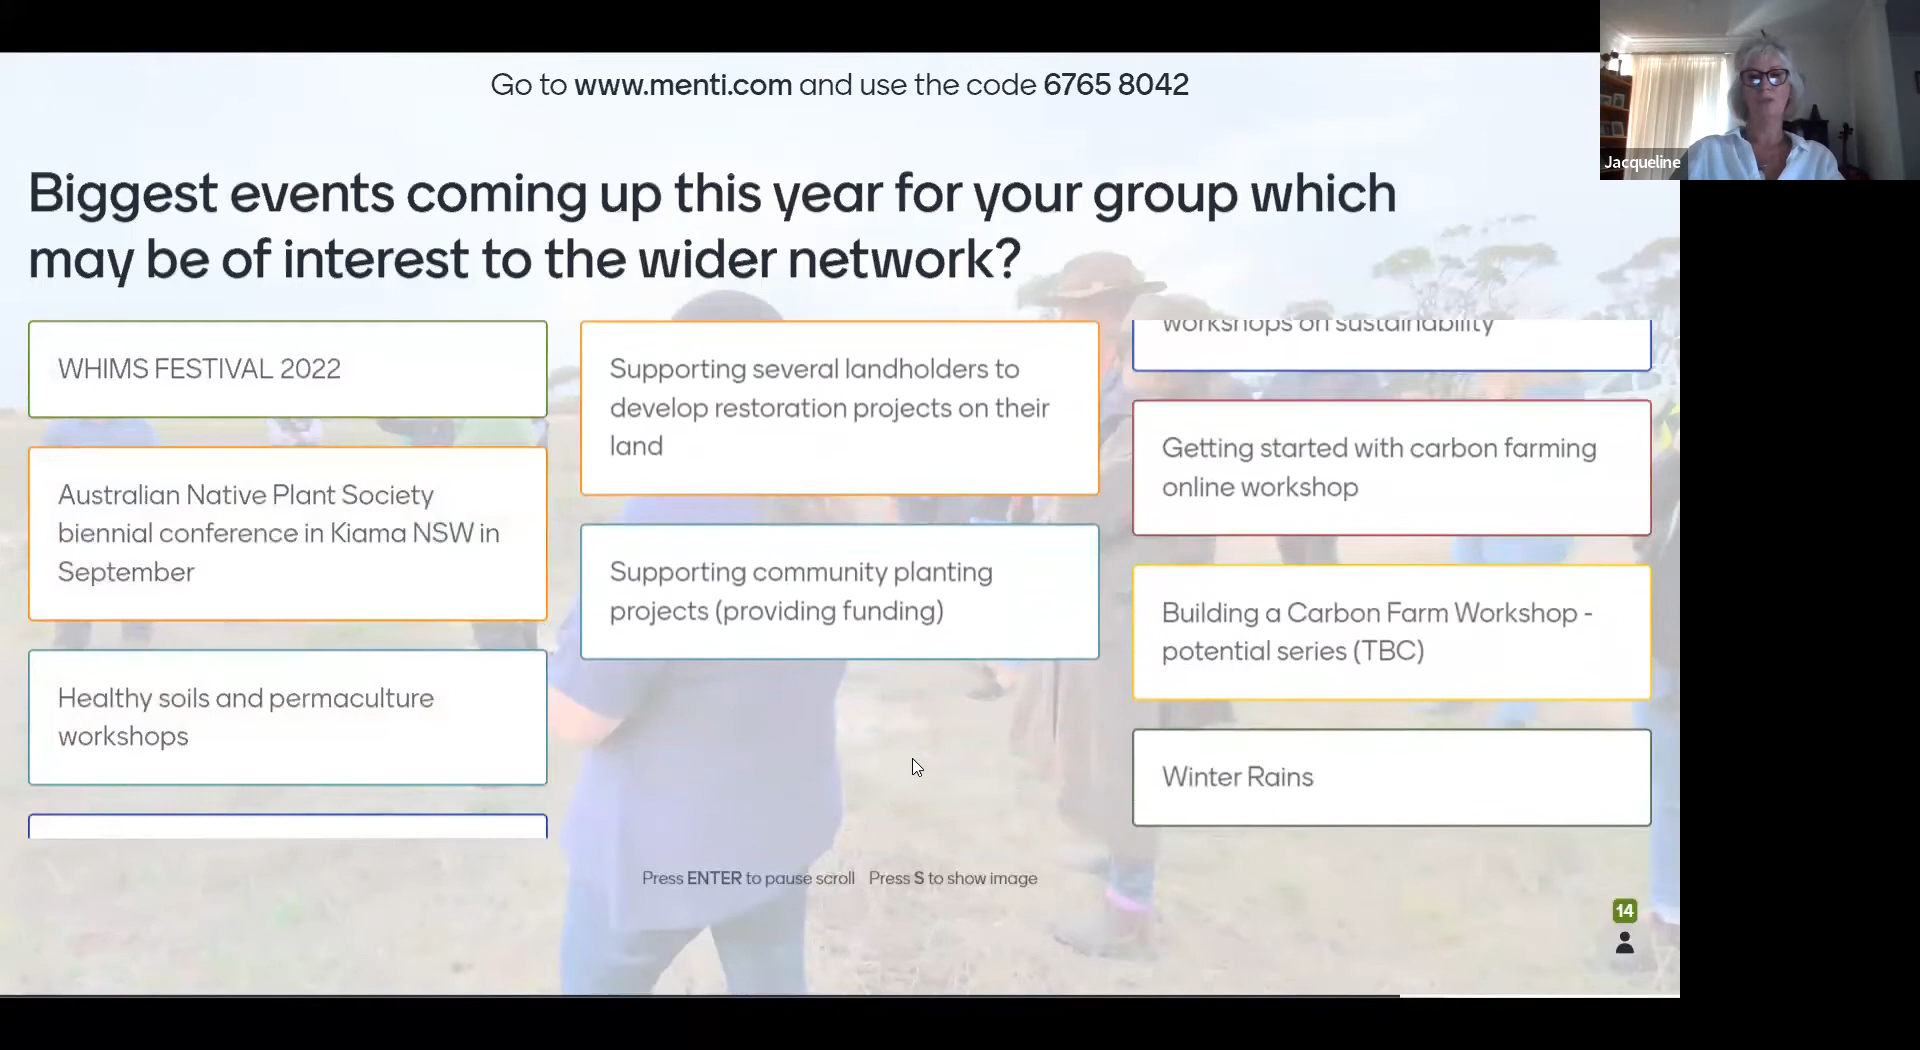 Go to www.menti.com and use the code 6765 8042
Jacqueline
Biggest events coming up this year for your group which
may be of interest to the wider network?
WHIMS FESTIVAL 2022
Australian Native Plant Society
biennial conference in Kiama NSW in
September
Healthy soils and permaculture
workshops
Supporting several landholders to
develop restoration projects on their
land
Supporting community planting
projects (providing funding)
workshops on sustainability
Getting started with carbon farming
online workshop
Building a Carbon Farm Workshop -
potential series (TBC)
Winter Rains
Press ENTER to pause scroll Press S to show image
14